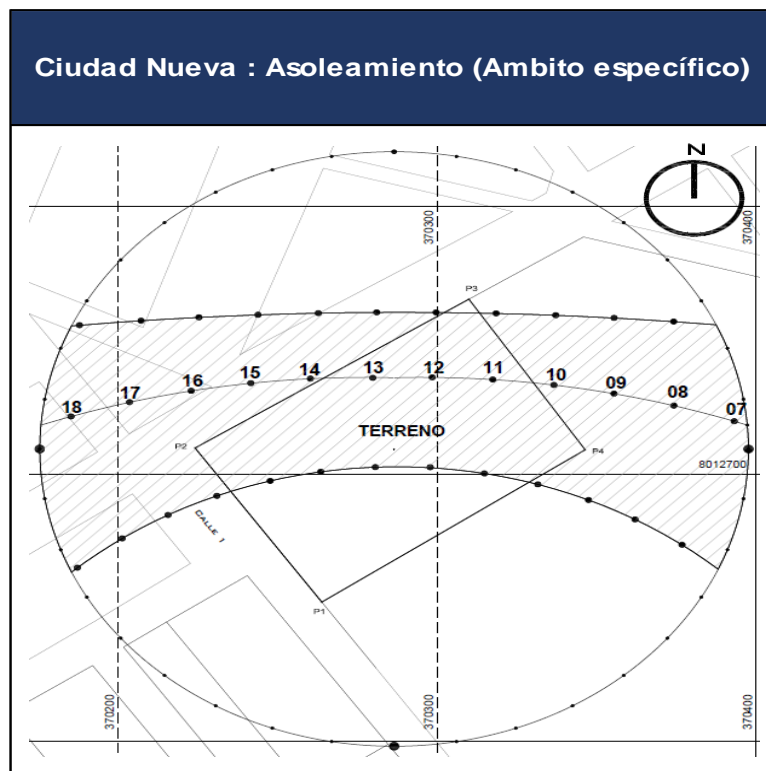 Ciudad Nueva : Asoleamiento (Ambito específico)
N
370300
370400
P3
18 17 16 15 14 13 12 11 10 09 08 07
TERRENO
P2
P4
8012700
CALLE 1
P1
370200
370300
370400